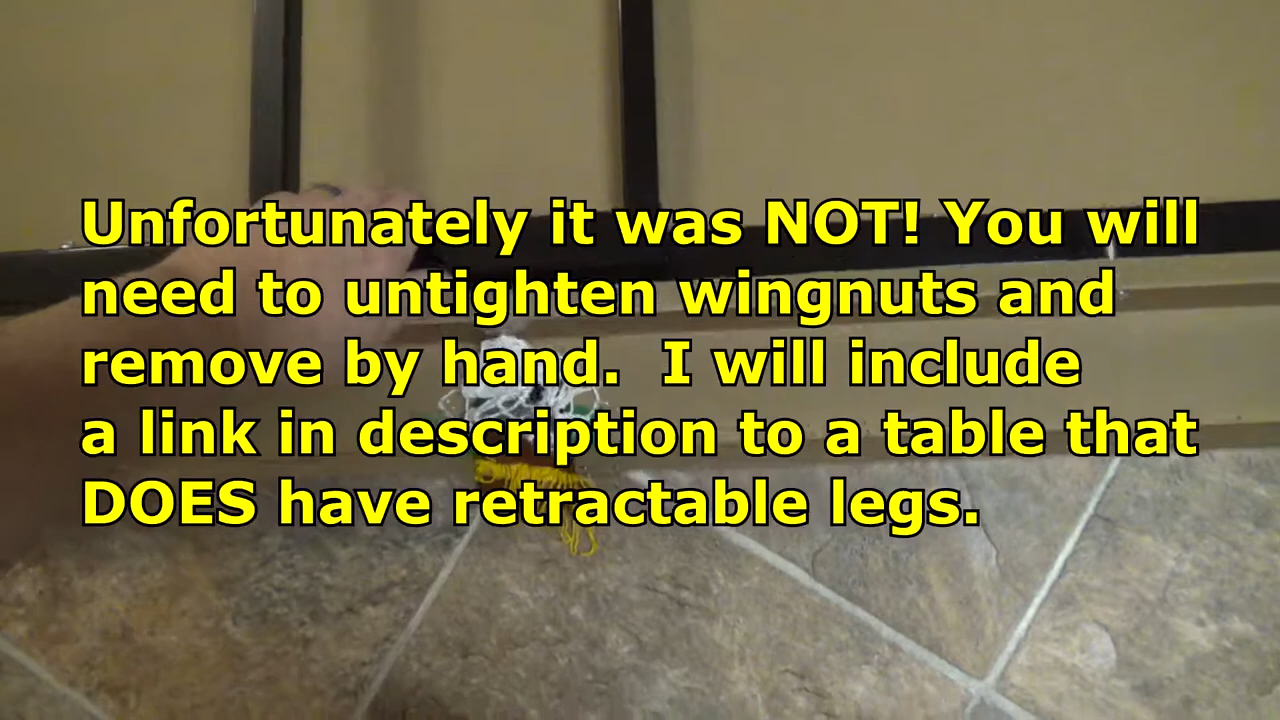 Unfortunately it was NOT! You will
need to untighten wingnuts and
remove by hand.  I will include
a link in description to a table that
DOES have retractable legs.